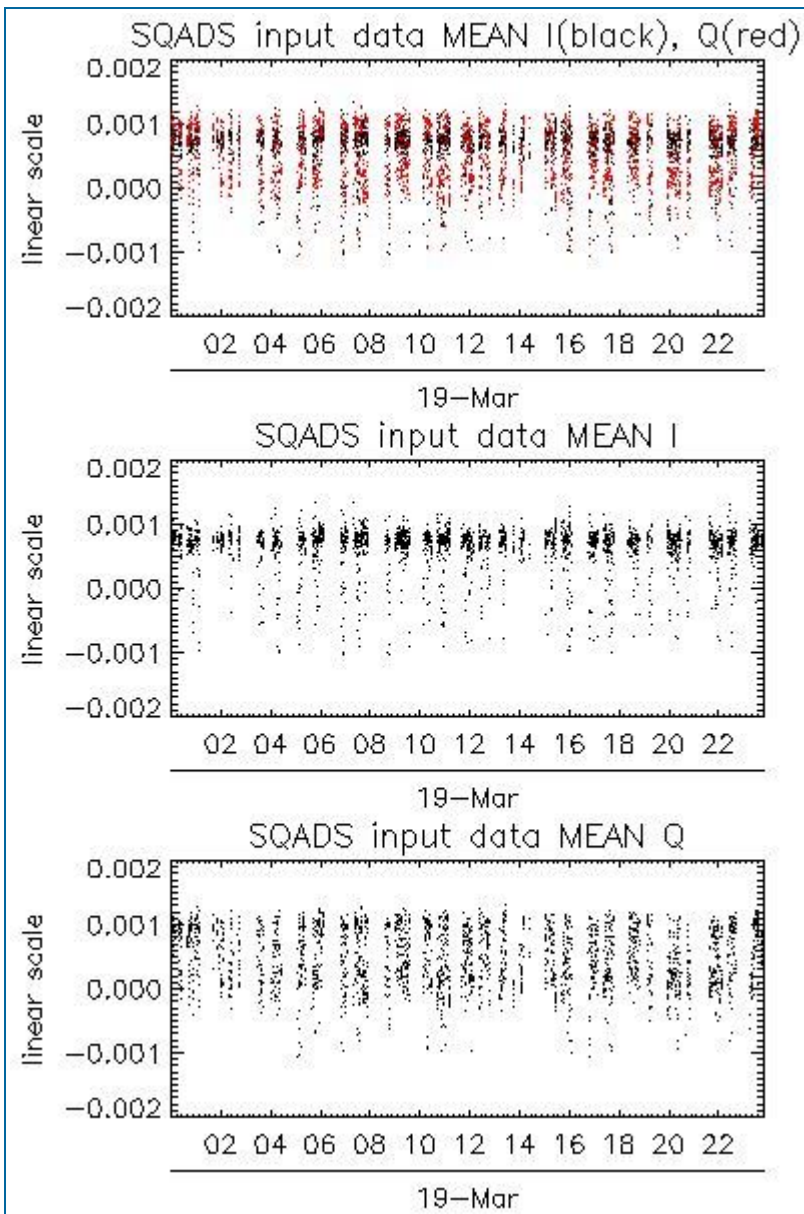 SQADS input data MEAN I(black), Q(red)
linear scale
0.002
0.001
0.000
−0.001
−0.002
02 04 06 08 10 12 14 16 18 20 22
19−Mar
SQADS input data MEAN I
linear scale
0.002
0.001
0.000
−0.001
−0.002
02 04 06 08 10 12 14 16 18 20 22
19−Mar
SQADS input data MEAN Q
linear scale
0.002
0.001
0.000
−0.001
−0.002
02 04 06 08 10 12 14 16 18 20 22
19−Mar